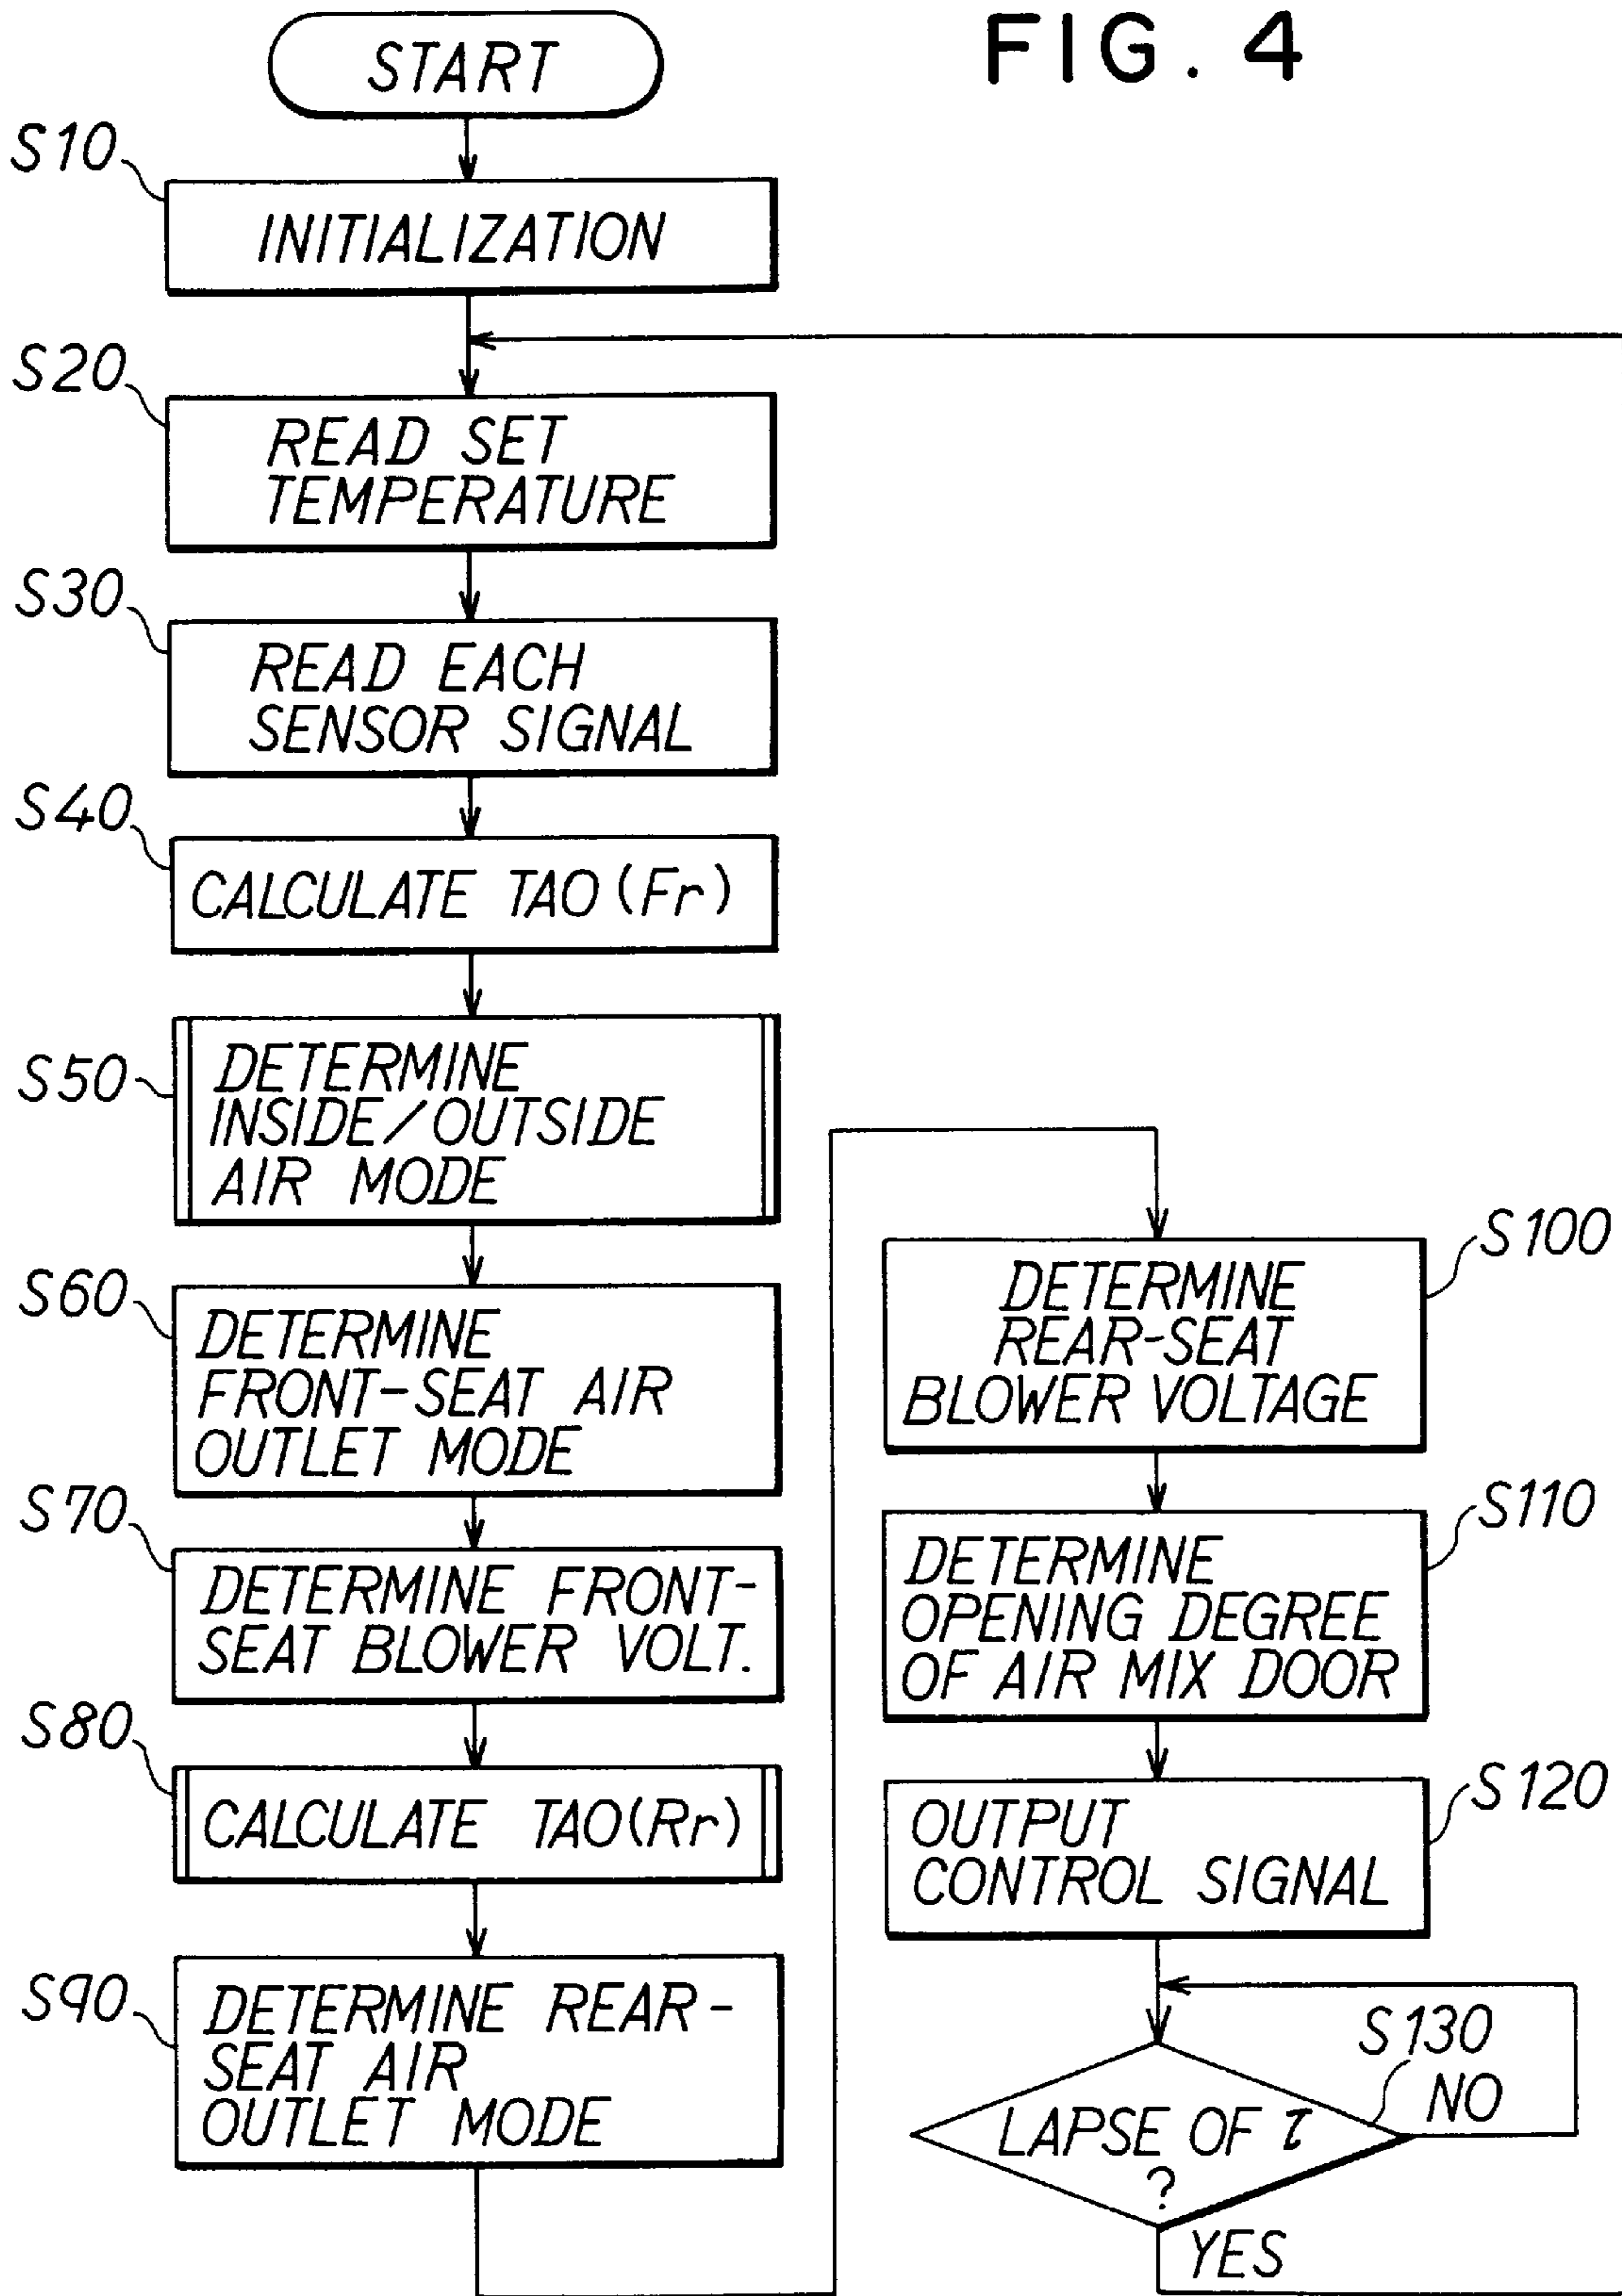 FIG. 4
START
S10
INITIALIZATION
S20
READ SET
TEMPERATURE
S30
READ EACH
SENSOR SIGNAL
S40
CALCULATE TAO (Fr)
S50
DETERMINE
INSIDE/OUTSIDE
AIR MODE
S60
DETERMINE
FRONT-SEAT AIR
OUTLET MODE
S70
DETERMINE FRONT-
SEAT BLOWER VOLT.
S80
CALCULATE TAO(Rr)
S90
DETERMINE REAR-
SEAT AIR
OUTLET MODE
S100
DETERMINE
REAR-SEAT
BLOWER VOLTAGE
S110
DETERMINE
OPENING DEGREE
OF AIR MIX DOOR
S120
OUTPUT
CONTROL SIGNAL
S130
NO
LAPSE OF τ
?
YES